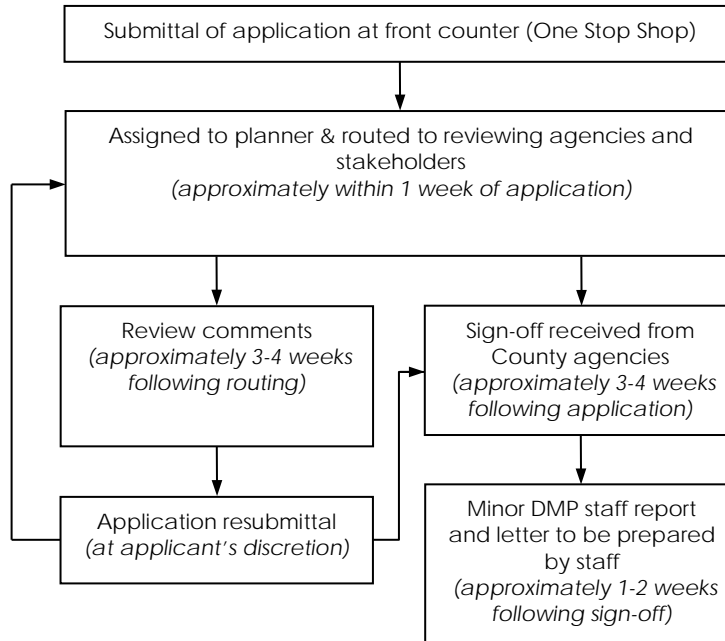 Submittal of application at front counter (One Stop Shop)
Assigned to planner & routed to reviewing agencies and
stakeholders
(approximately within 1 week of application)
Review comments
(approximately 3-4 weeks
following routing)
Sign-off received from
County agencies
(approximately 3-4 weeks
following application)
Application resubmittal
(at applicant's discretion)
Minor DMP staff report
and letter to be prepared
by staff
(approximately 1-2 weeks
following sign-off)